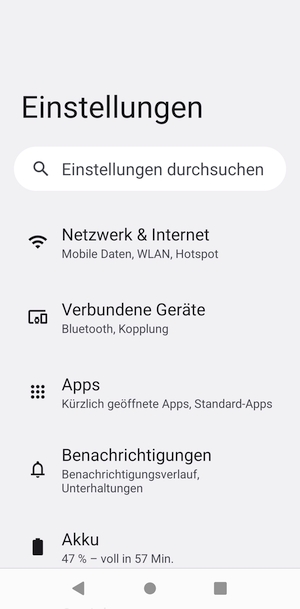 Einstellungen
Einstellungen durchsuchen
Netzwerk & Internet
Mobile Daten, WLAN, Hotspot
Verbundene Geräte
Bluetooth, Kopplung
Apps
Kürzlich geöffnete Apps, Standard-Apps
Benachrichtigungen
Benachrichtigungsverlauf,
Unterhaltungen
Akku
47 % – voll in 57 Min.